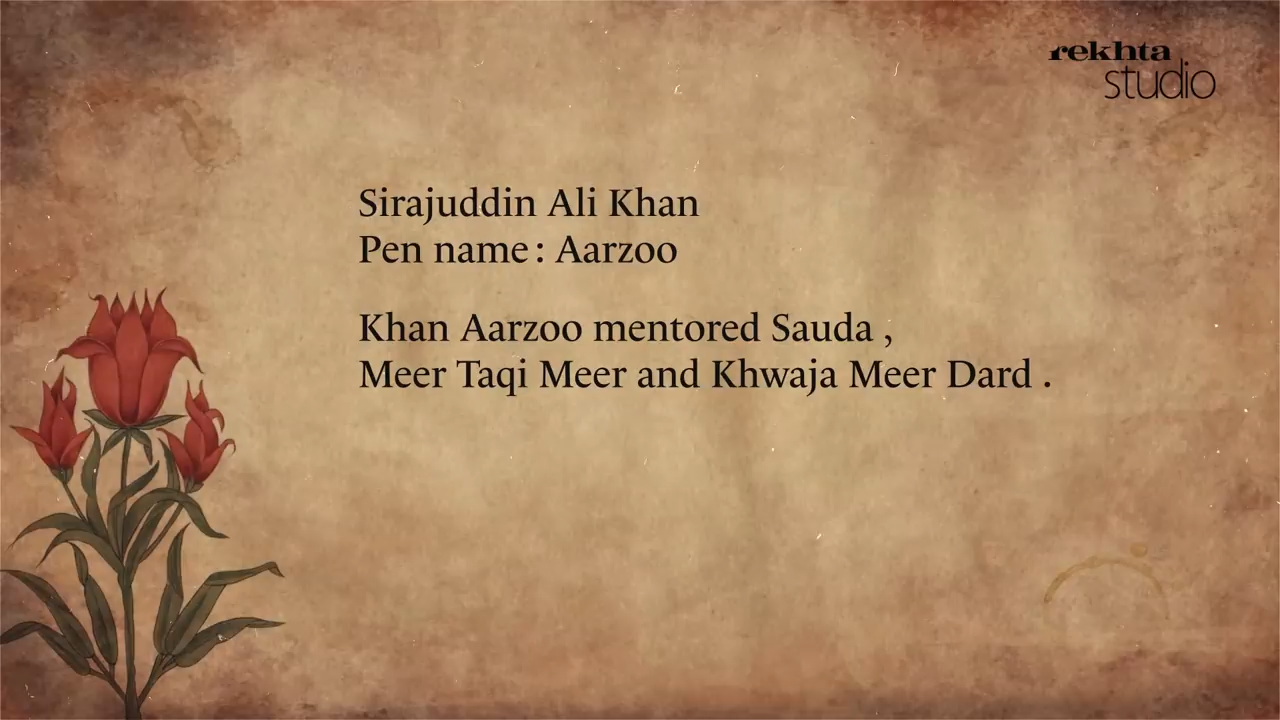 rekhta
studio
Sirajuddin Ali Khan
Pen name : Aarzoo
Khan Aarzoo mentored Sauda ,
Meer Taqi Meer and Khwaja Meer Dard .